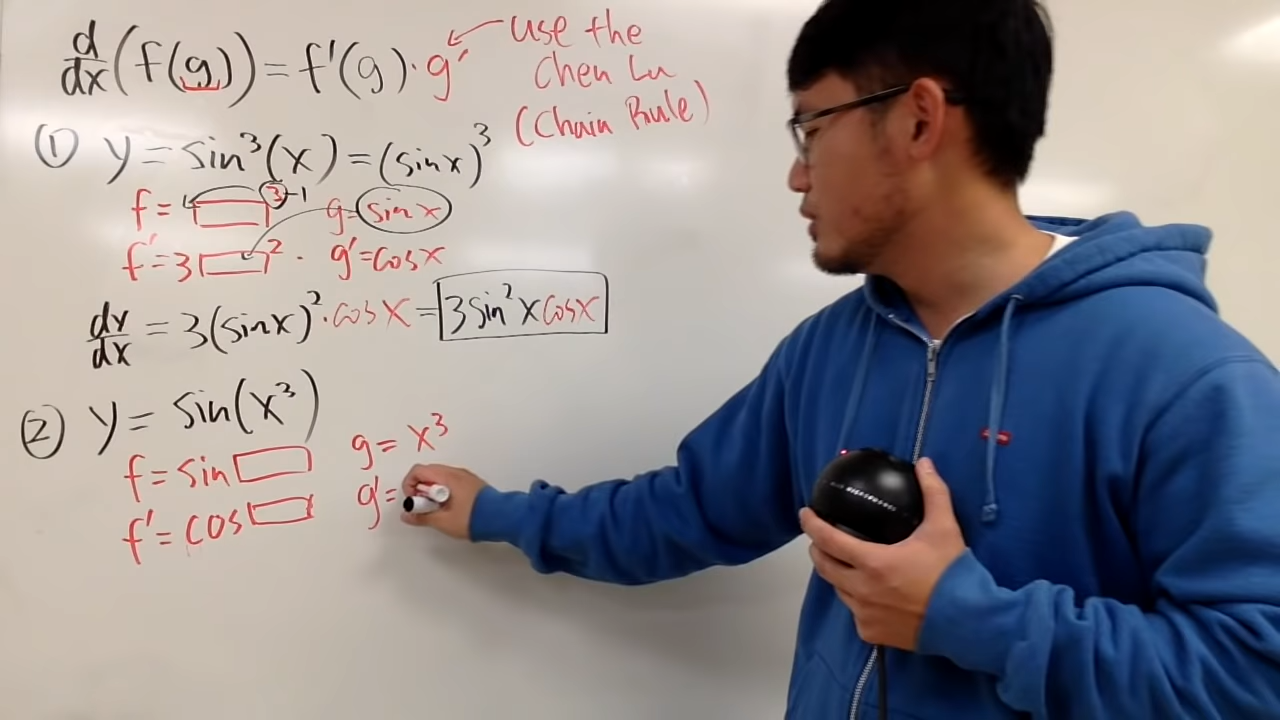 d/dx (f(g)) = f'(g) · g' ← use the
Chen Lu
(Chain Rule)
① y = sin³(x) = (sin x)³
f = □³⁻¹ g = sin x
f' = 3□² · g' = cos x
dy/dx = 3(sin x)² · cos x = 3 sin² x cos x
② y = sin(x³)
f = sin□ g = x³
f' = cos□ g' =